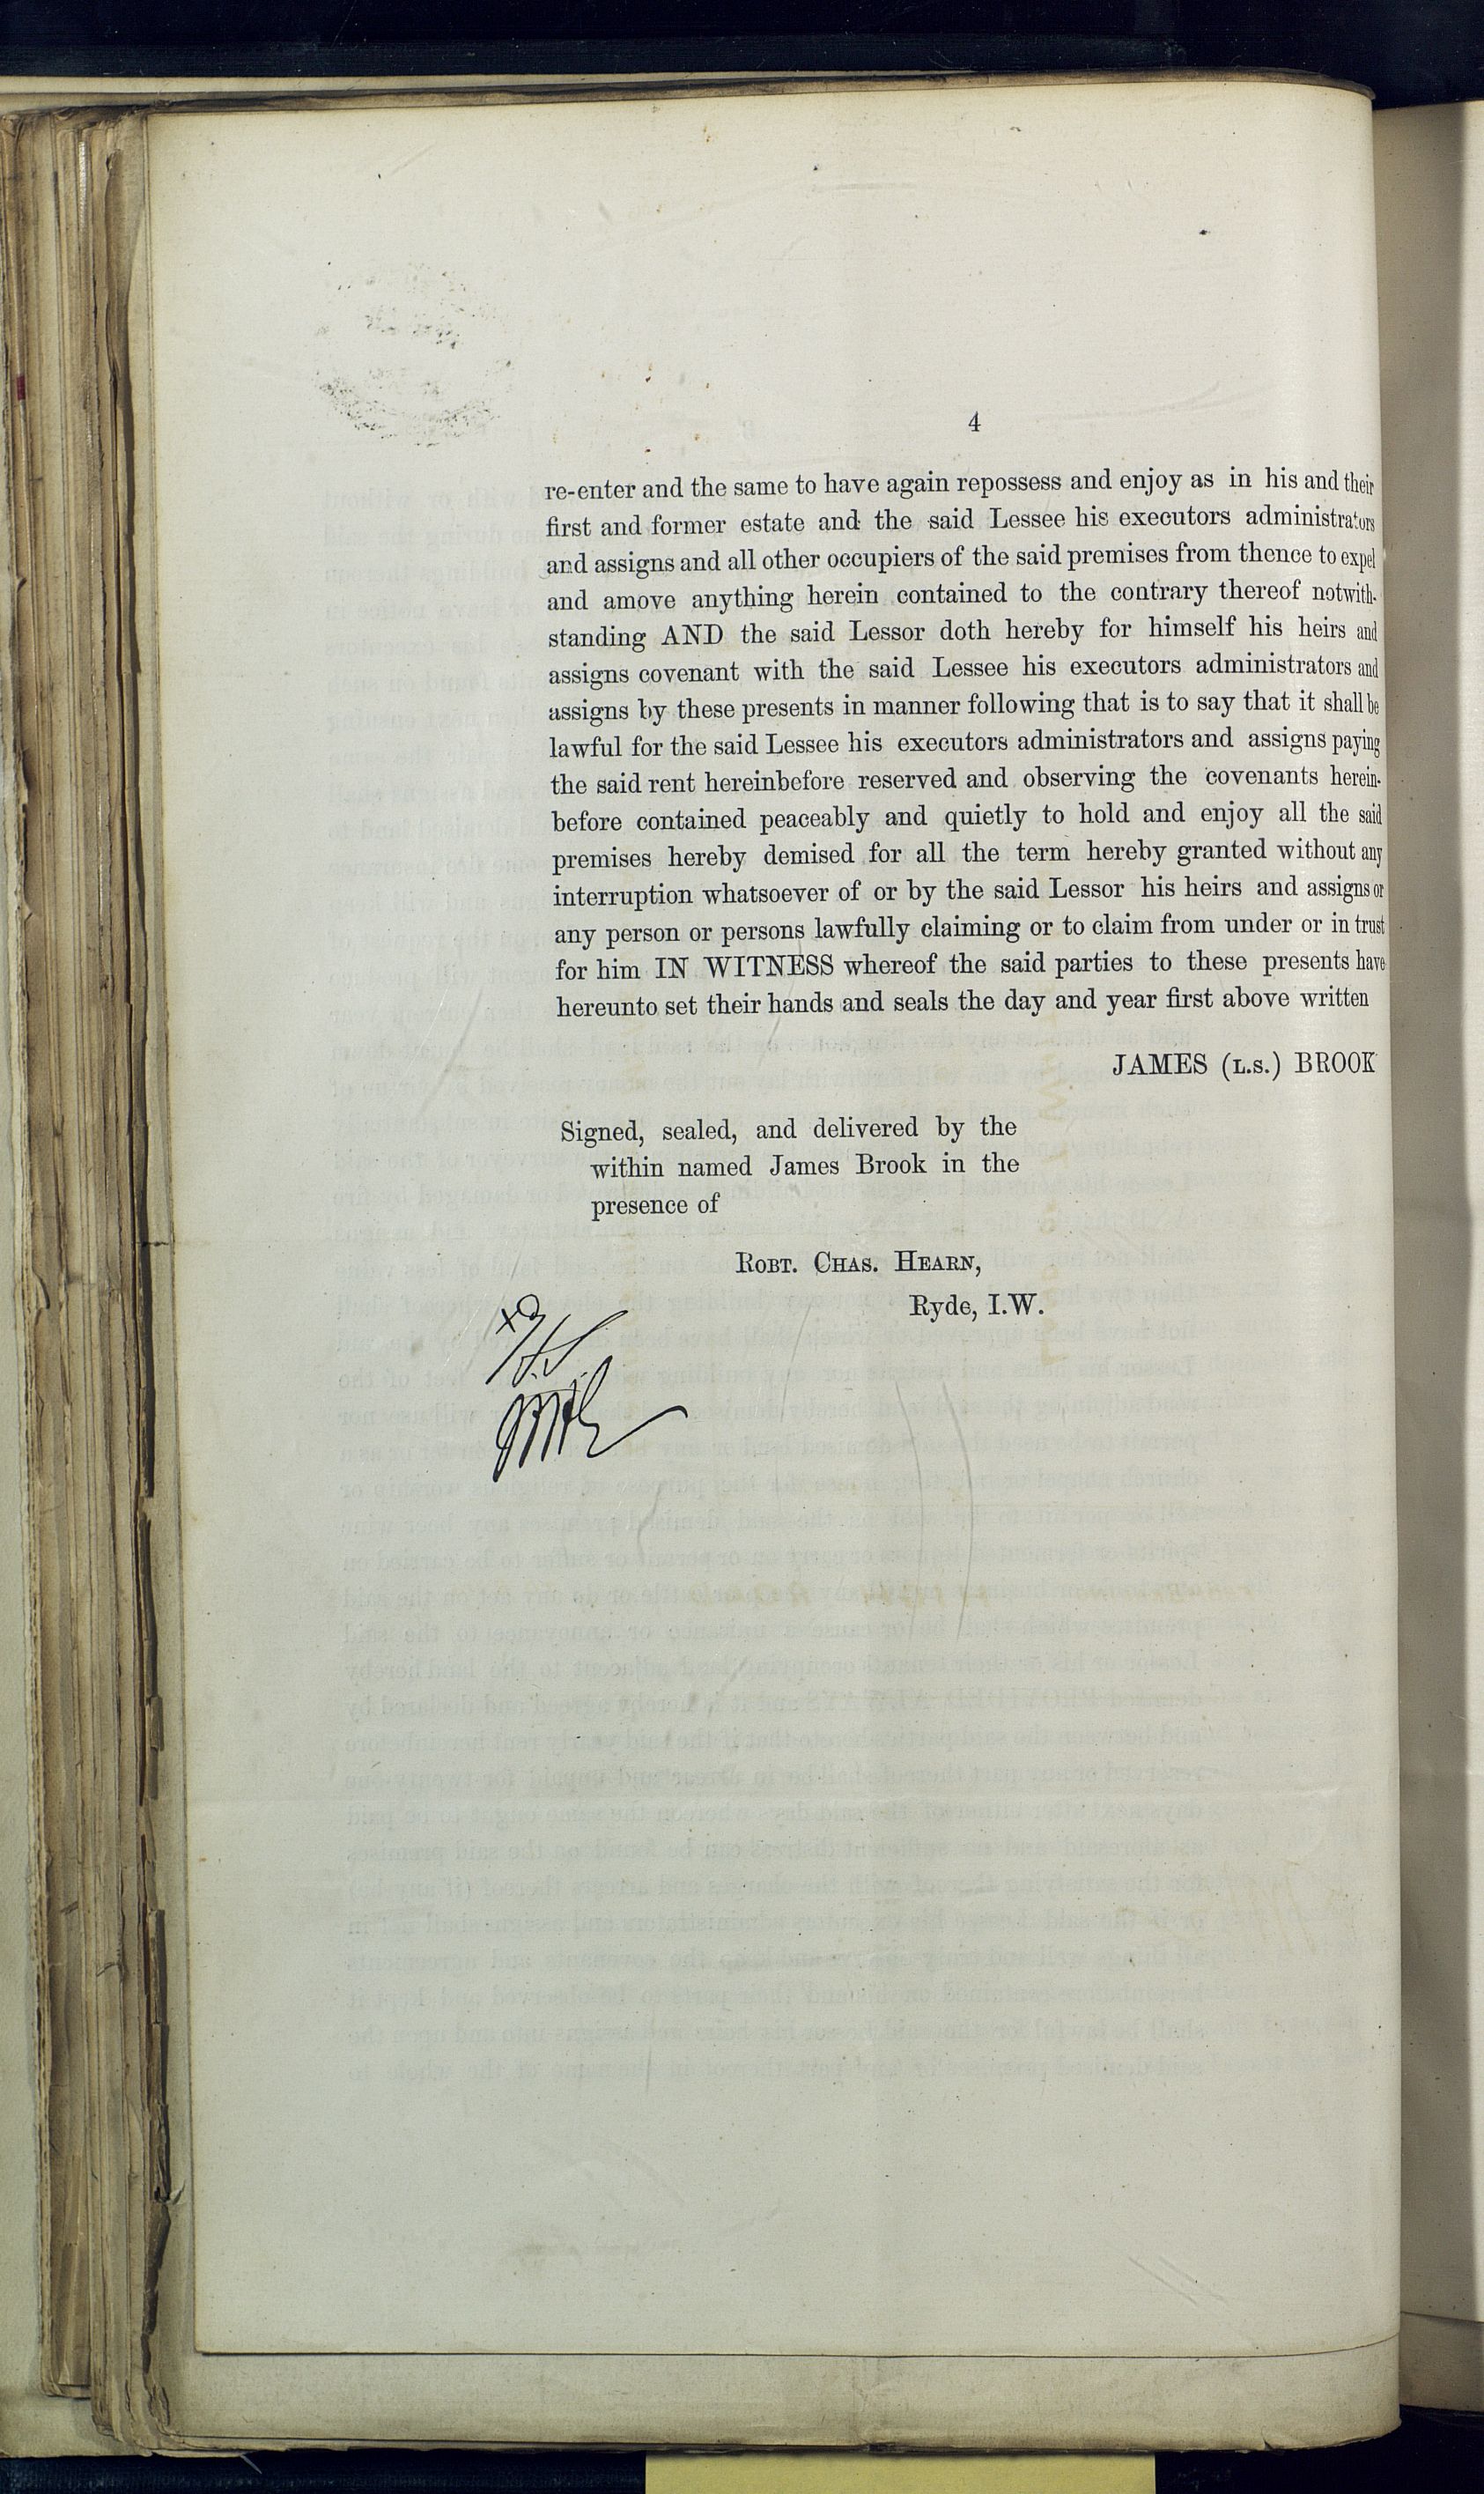 4
re-enter and the same to have again repossess and enjoy as in his and their
first and former estate and the said Lessee his executors administrators
and assigns and all other occupiers of the said premises from thence to expel
and amove anything herein contained to the contrary thereof notwith-
standing AND the said Lessor doth hereby for himself his heirs and
assigns covenant with the said Lessee his executors administrators and
assigns by these presents in manner following that is to say that it shall be
lawful for the said Lessee his executors administrators and assigns paying
the said rent hereinbefore reserved and observing the covenants herein-
before contained peaceably and quietly to hold and enjoy all the said
premises hereby demised for all the term hereby granted without any
interruption whatsoever of or by the said Lessor his heirs and assigns or
any person or persons lawfully claiming or to claim from under or in trust
for him IN WITNESS whereof the said parties to these presents have
hereunto set their hands and seals the day and year first above written
JAMES (L.S.) BROOK
Signed, sealed, and delivered by the
within named James Brook in the
presence of
ROBT. CHAS. HEARN,
Ryde, I.W.